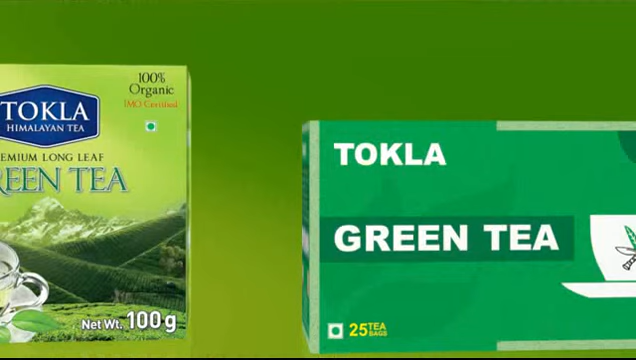 100%
Organic
IMO Certified
TOKLA
HIMALAYAN TEA
EMIUM LONG LEAF
REEN TEA
Net Wt. 100g
TOKLA
GREEN TEA
25 TEA
BAGS